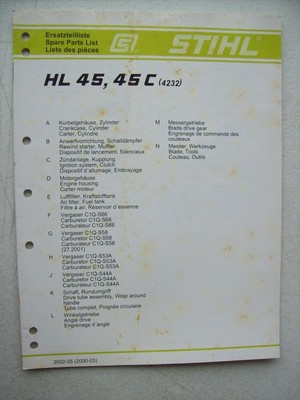 Ersatzteilliste
Spare Parts List
Liste des pièces
STIHL®
HL 45, 45 C (4232)
A Kurbelgehäuse, Zylinder
Crankcase, Cylinder
Carter, Cylindre
B Anwerfvorrichtung, Schalldämpfer
Rewind starter, Muffler
Dispositif de lancement, Silencieux
C Zündanlage, Kupplung
Ignition system, Clutch
Dispositif d'allumage, Embrayage
D Motorgehäuse
Engine housing
Carter moteur
E Luftfilter, Kraftstofftank
Air filter, Fuel tank
Filtre à air, Réservoir d'essence
F Vergaser C1Q-S66
Carburetor C1Q-S66
Carburateur C1Q-S66
G Vergaser C1Q-S58
Carburetor C1Q-S58
Carburateur C1Q-S58
(27.2001)
H Vergaser C1Q-S53A
Carburetor C1Q-S53A
Carburateur C1Q-S53A
J Vergaser C1Q-S44A
Carburetor C1Q-S44A
Carburateur C1Q-S44A
K Schaft, Rundumgriff
Drive tube assembly, Wrap around
handle
Tube complet, Poignée circulaire
L Winkelgetriebe
Angle drive
Engrenage d'angle
M Messergetriebe
Blade drive gear
Engrenage de commande des
couteaux
N Messer, Werkzeuge
Blade, Tools
Couteau, Outils
2002-05 (2000-03)